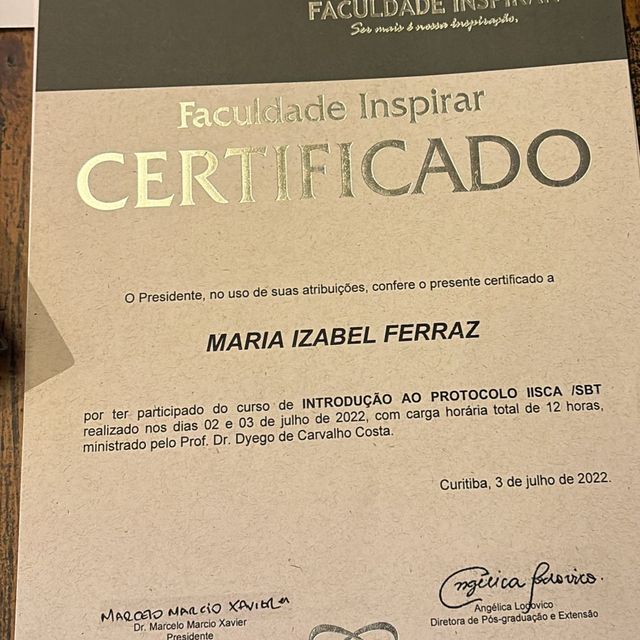 FACULDADE INSPIRAR
Ser mais é nossa inspiração.
Faculdade Inspirar
CERTIFICADO
O Presidente, no uso de suas atribuições, confere o presente certificado a
MARIA IZABEL FERRAZ
por ter participado do curso de INTRODUÇÃO AO PROTOCOLO IISCA /SBT
realizado nos dias 02 e 03 de julho de 2022, com carga horária total de 12 horas,
ministrado pelo Prof. Dr. Dyego de Carvalho Costa.
Curitiba, 3 de julho de 2022.
MARCELO MARCIO XAVIER
Dr. Marcelo Marcio Xavier
Presidente
Angélica Lodovico.
Angélica Lodovico
Diretora de Pós-graduação e Extensão